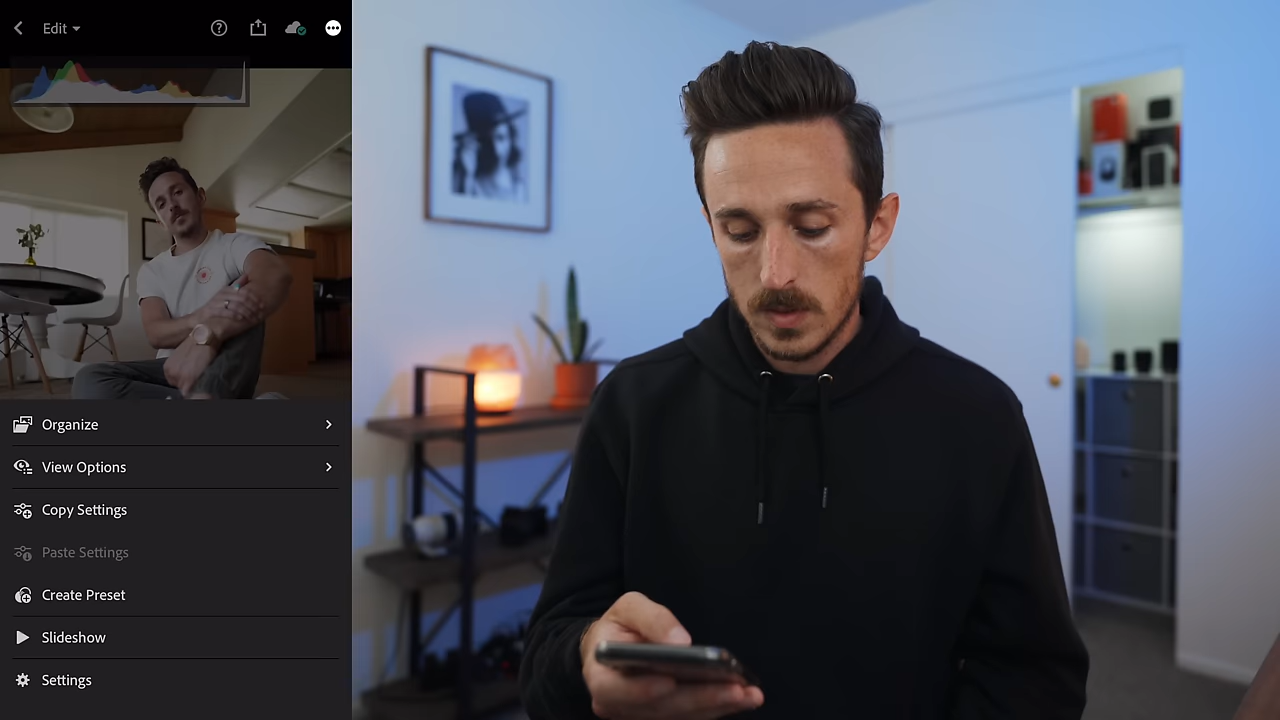 Edit
Organize
View Options
Copy Settings
Paste Settings
Create Preset
Slideshow
Settings